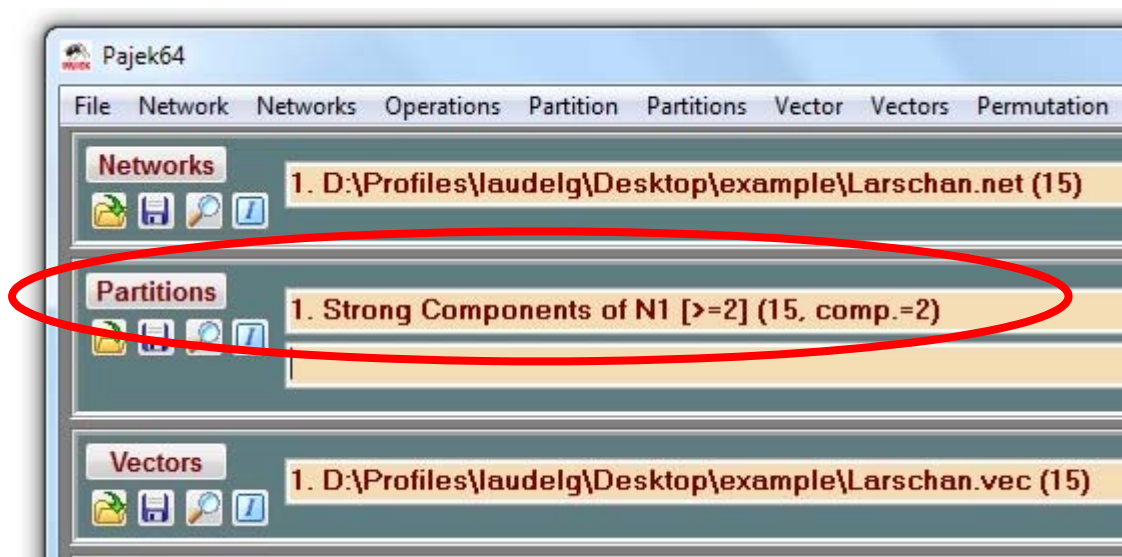 Pajek64
File Network Networks Operations Partition Partitions Vector Vectors Permutation
Networks
1. D:\Profiles\laudelg\Desktop\example\Larschan.net (15)
Partitions
1. Strong Components of N1 [>=2] (15, comp.=2)
Vectors
1. D:\Profiles\laudelg\Desktop\example\Larschan.vec (15)